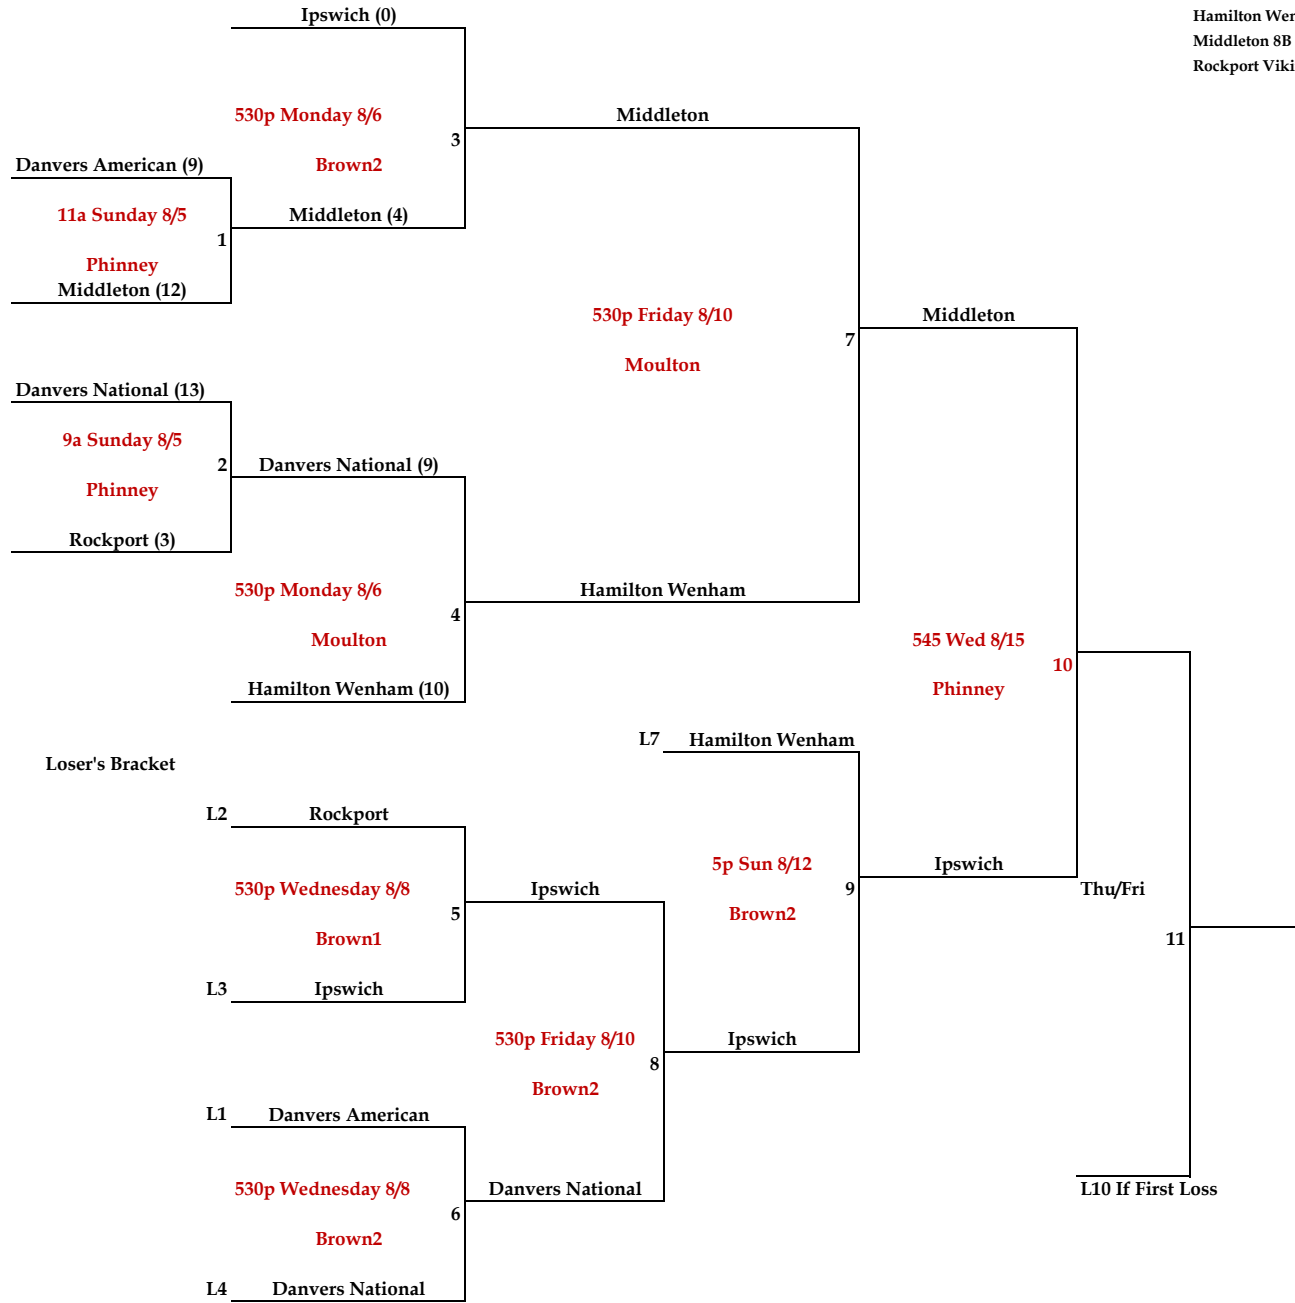 Ipswich (0)
Hamilton Wen
Middleton 8B
Rockport Viki
530p Monday 8/6
Middleton
3
Danvers American (9)
Brown2
11a Sunday 8/5
Middleton (4)
1
Phinney
Middleton (12)
530p Friday 8/10
Middleton
7
Moulton
Danvers National (13)
9a Sunday 8/5
2
Danvers National (9)
Phinney
Rockport (3)
530p Monday 8/6
Hamilton Wenham
4
Moulton
545 Wed 8/15
10
Hamilton Wenham (10)
Phinney
L7
Hamilton Wenham
Loser's Bracket
L2
Rockport
530p Wednesday 8/8
Ipswich
5p Sun 8/12
Ipswich
9
Thu/Fri
5
Brown2
Brown1
11
L3
Ipswich
530p Friday 8/10
Ipswich
8
Brown2
L1
Danvers American
530p Wednesday 8/8
Danvers National
L10 If First Loss
6
Brown2
L4
Danvers National